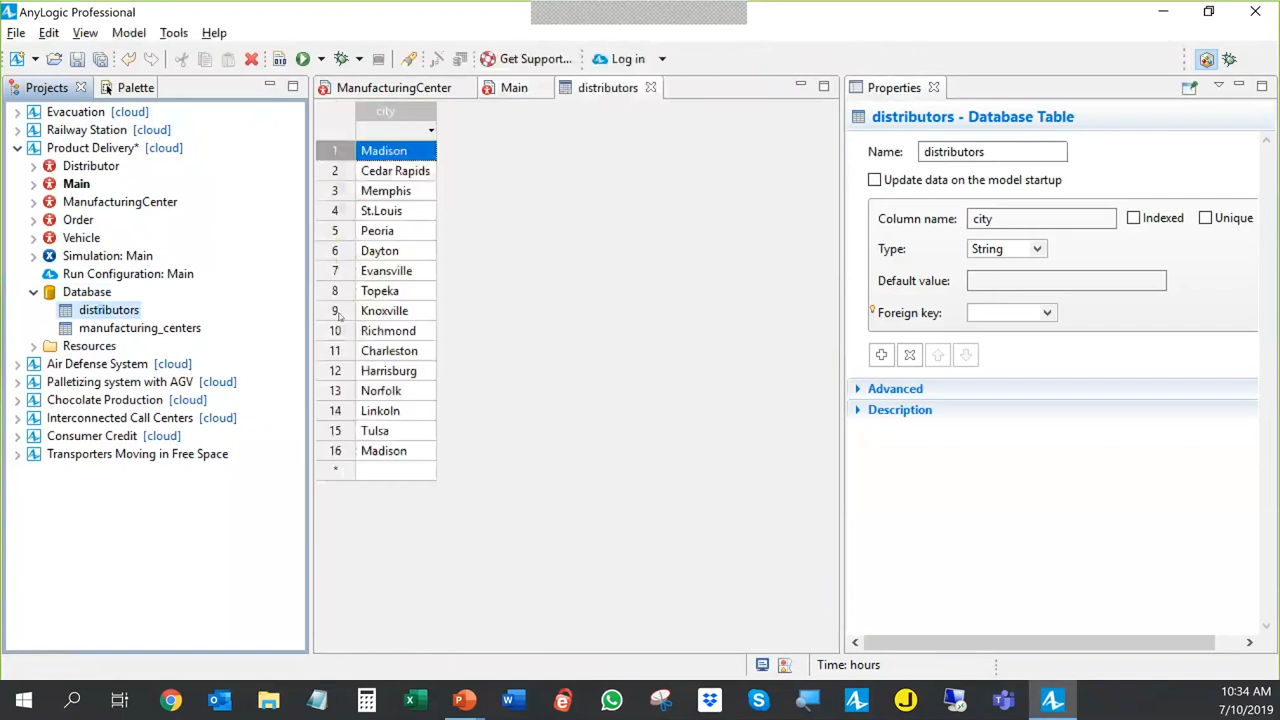 AnyLogic Professional
File Edit View Model Tools Help
Get Support... Log in
Projects Palette
Evacuation [cloud]
Railway Station [cloud]
Product Delivery* [cloud]
Distributor
Main
ManufacturingCenter
Order
Vehicle
Simulation: Main
Run Configuration: Main
Database
distributors
manufacturing_centers
Resources
Air Defense System [cloud]
Palletizing system with AGV [cloud]
Chocolate Production [cloud]
Interconnected Call Centers [cloud]
Consumer Credit [cloud]
Transporters Moving in Free Space
ManufacturingCenter Main distributors
city
1 Madison
2 Cedar Rapids
3 Memphis
4 St.Louis
5 Peoria
6 Dayton
7 Evansville
8 Topeka
9 Knoxville
10 Richmond
11 Charleston
12 Harrisburg
13 Norfolk
14 Linkoln
15 Tulsa
16 Madison
*
Properties
distributors - Database Table
Name: distributors
Update data on the model startup
Column name: city Indexed Unique
Type: String
Default value:
Foreign key:
Advanced
Description
Time: hours
10:34 AM
7/10/2019